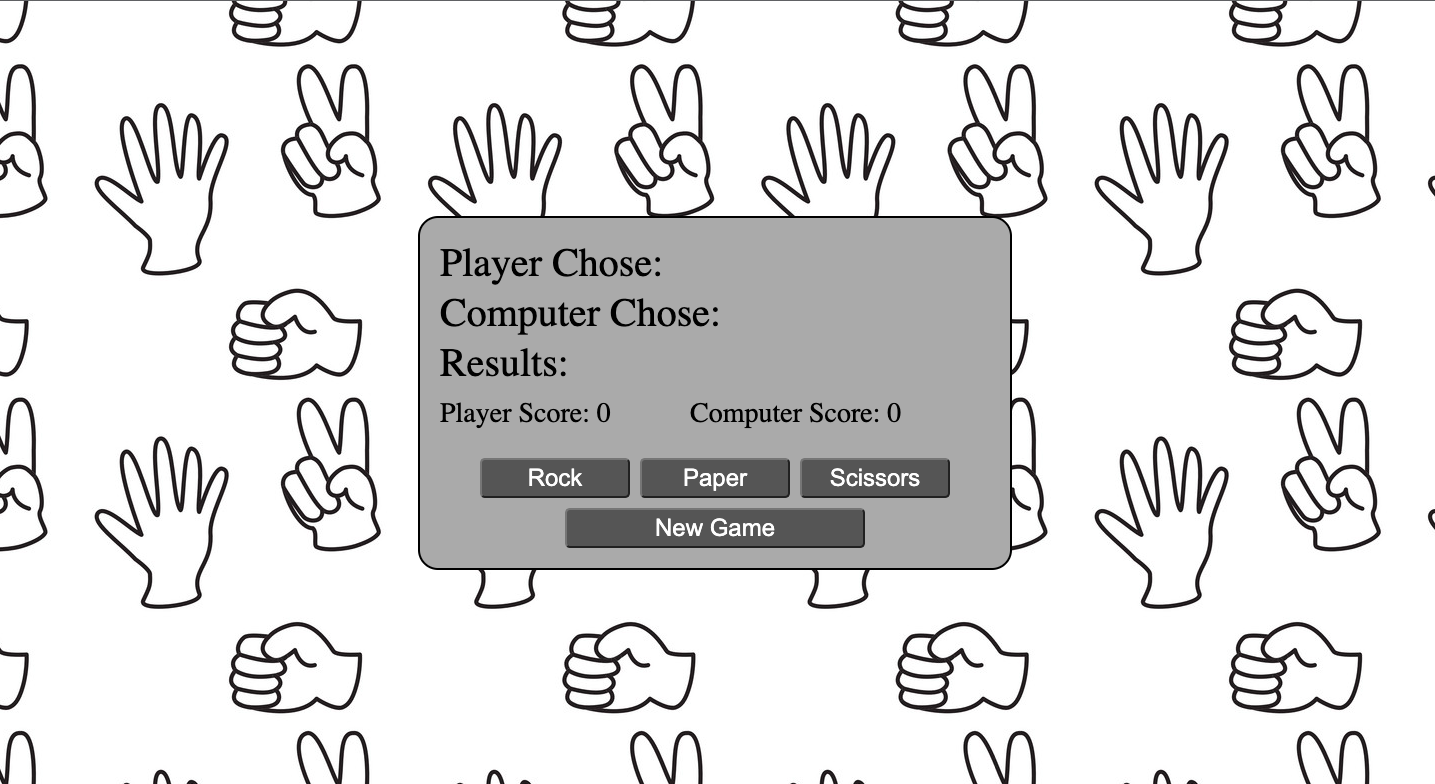 Player Chose:
Computer Chose:
Results:
Player Score: 0 Computer Score: 0
Rock Paper Scissors
New Game